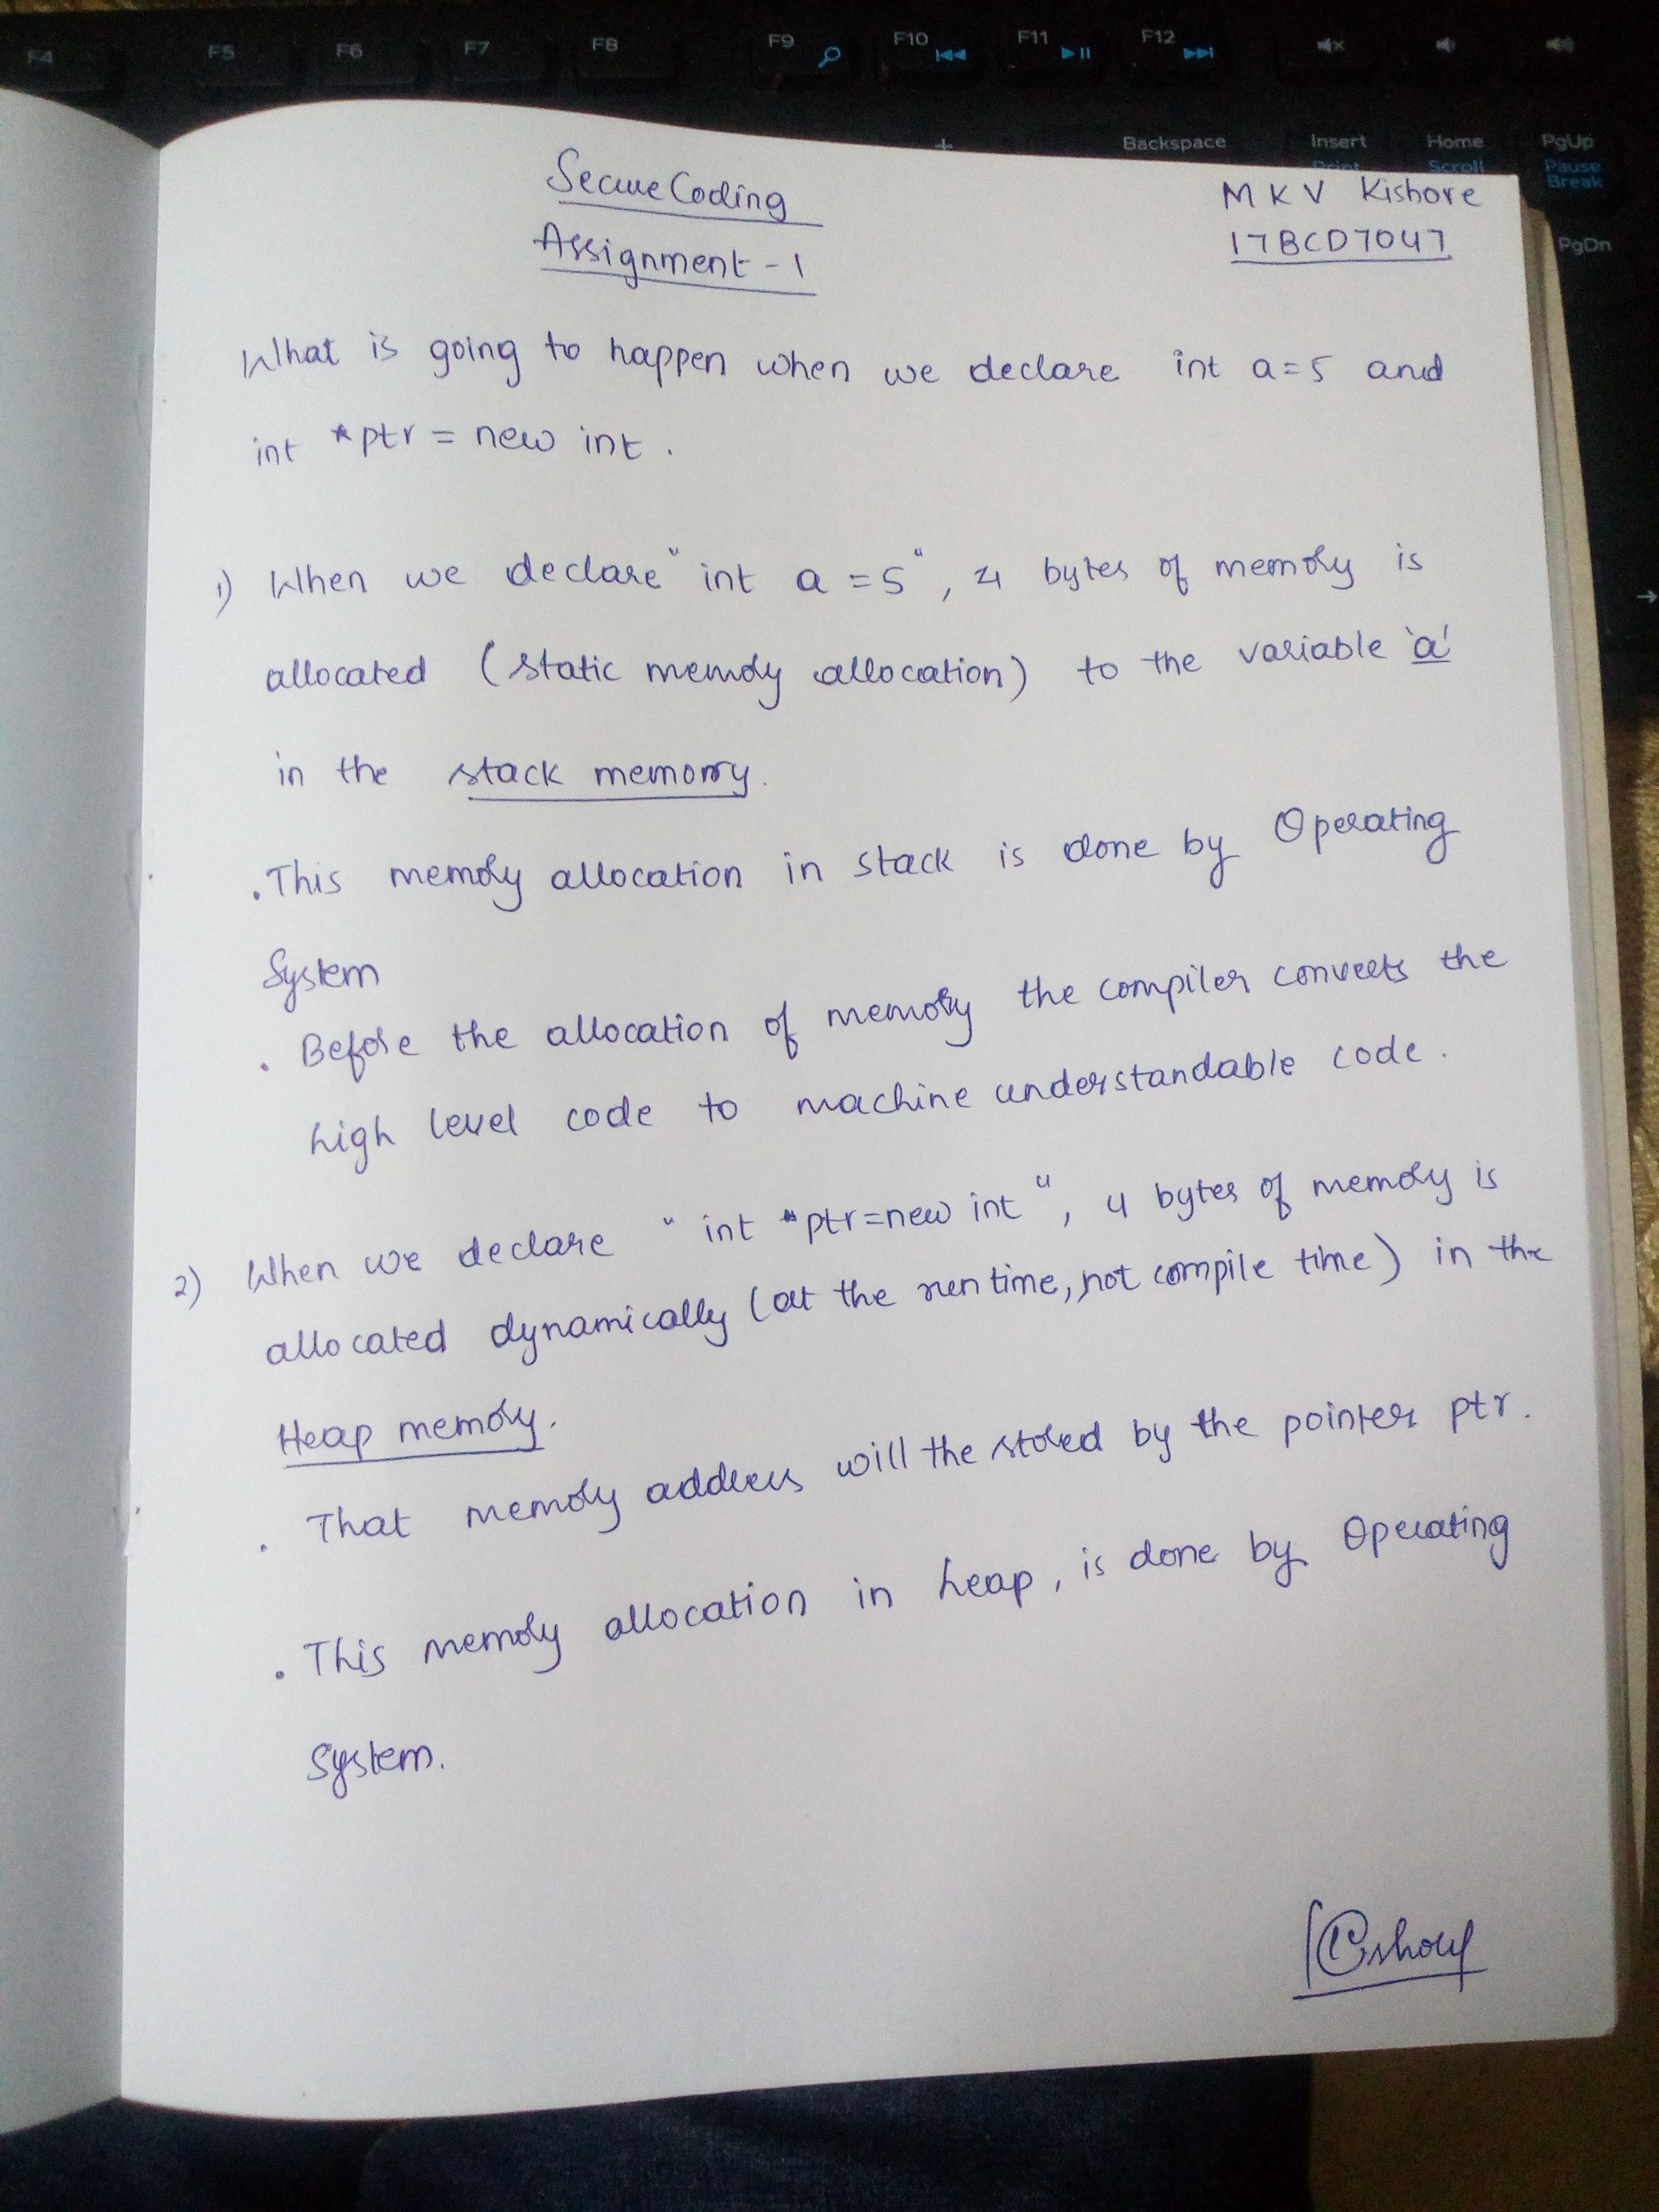 F4 F5 F6 F7 F8 F9 F10 F11 F12
Backspace Insert Home PgUp
Scroll Pause
Break
PgDn
Secure Coding
Assignment - 1
MKV Kishore
17BCD7047
What is going to happen when we declare int a=5 and
int *ptr = new int.
1) When we declare "int a = 5", 4 bytes of memory is
allocated (static memory allocation) to the variable 'a'
in the stack memory.
. This memory allocation in stack is done by Operating
System
. Before the allocation of memory the compiler converts the
high level code to machine understandable code.
2) When we declare "int *ptr=new int", 4 bytes of memory is
allocated dynamically (at the run time, not compile time) in the
Heap memory.
. That memory address will the stored by the pointer ptr.
. This memory allocation in heap, is done by Operating
System.
Kishore